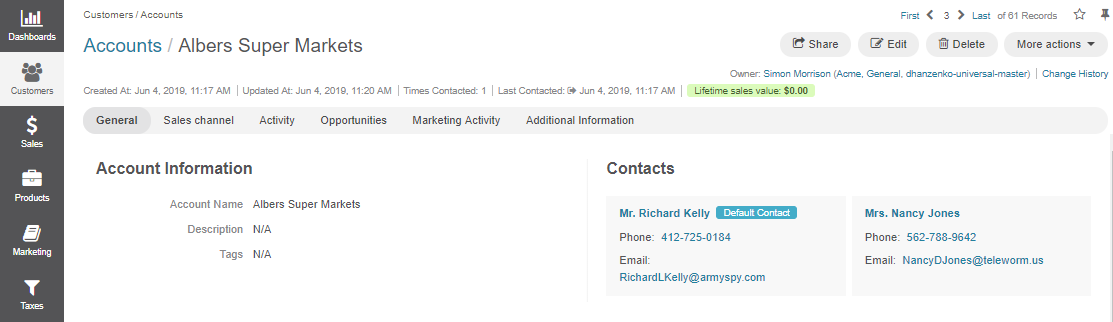 Dashboards
Customers
Sales
Products
Marketing
Taxes
Customers / Accounts
First 3 Last of 61 Records
Accounts / Albers Super Markets
Share Edit Delete More actions
Owner: Simon Morrison (Acme, General, dhanzenko-universal-master) | Change History
Created At: Jun 4, 2019, 11:17 AM | Updated At: Jun 4, 2019, 11:20 AM | Times Contacted: 1 | Last Contacted: Jun 4, 2019, 11:17 AM | Lifetime sales value: $0.00
General Sales channel Activity Opportunities Marketing Activity Additional Information
Account Information
Account Name Albers Super Markets
Description N/A
Tags N/A
Contacts
Mr. Richard Kelly Default Contact
Phone: 412-725-0184
Email:
RichardLKelly@armyspy.com
Mrs. Nancy Jones
Phone: 562-788-9642
Email: NancyDJones@teleworm.us